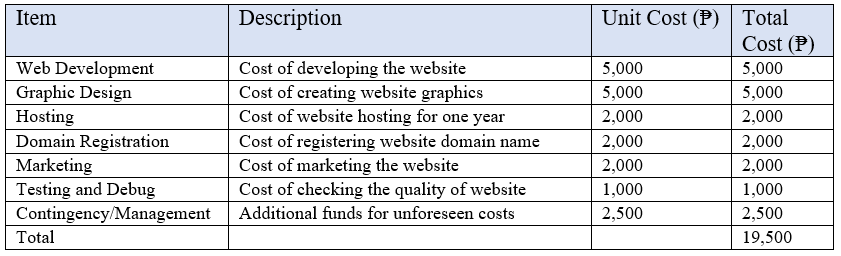 Item Description Unit Cost (₱) Total Cost (₱)
Web Development Cost of developing the website 5,000 5,000
Graphic Design Cost of creating website graphics 5,000 5,000
Hosting Cost of website hosting for one year 2,000 2,000
Domain Registration Cost of registering website domain name 2,000 2,000
Marketing Cost of marketing the website 2,000 2,000
Testing and Debug Cost of checking the quality of website 1,000 1,000
Contingency/Management Additional funds for unforeseen costs 2,500 2,500
Total 19,500